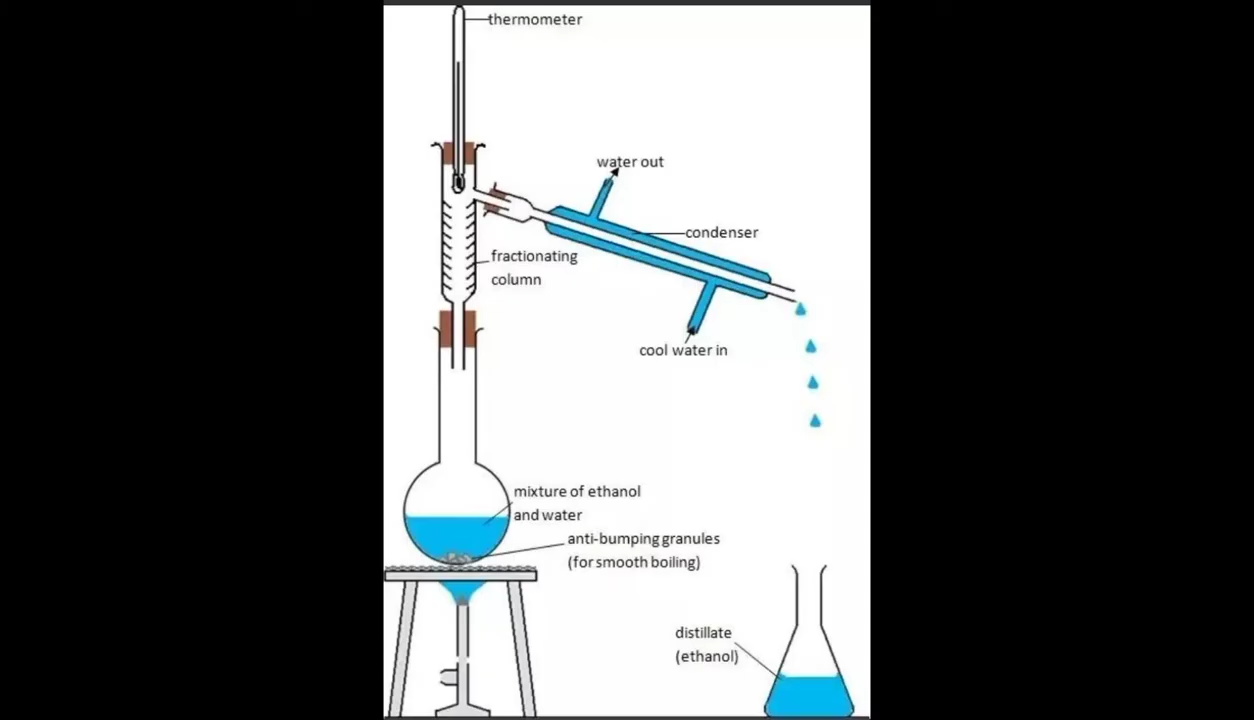 thermometer
water out
condenser
fractionating
column
cool water in
mixture of ethanol
and water
anti-bumping granules
(for smooth boiling)
distillate
(ethanol)